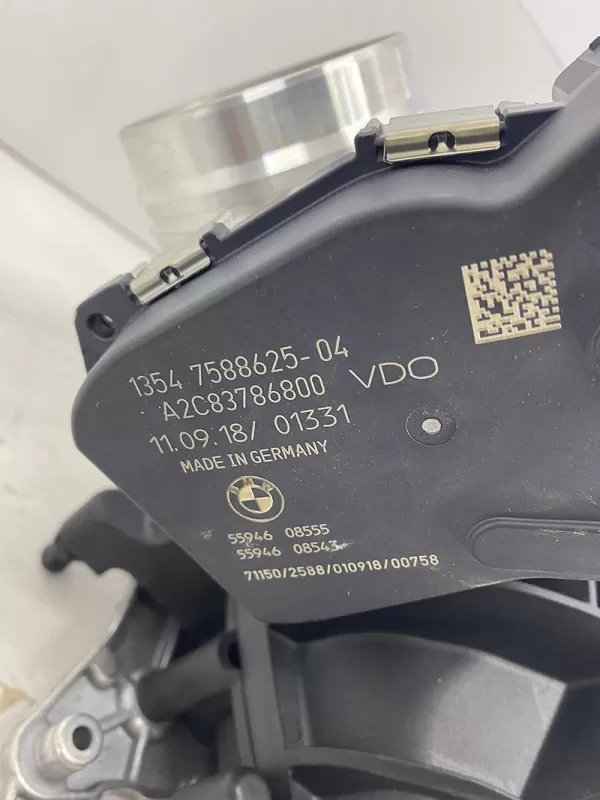 1354 7588625-04
A2C83786800 VDO
11.09.18/ 01331
MADE IN GERMANY
BMW
55946 08555
55946 08543
71150/2588/010918/00758